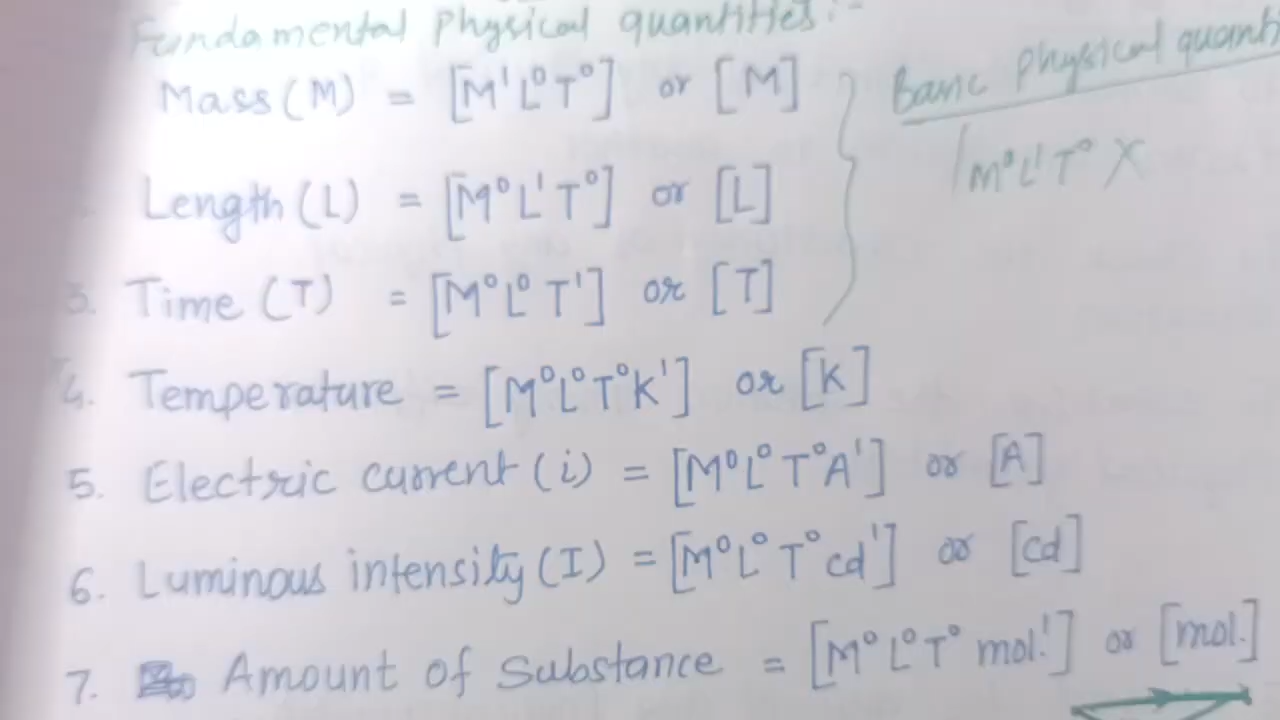 Fundamental Physical quantities:-
Mass (M) = [M¹L⁰T⁰] or [M]
Basic physical
|M⁰L¹T⁰ X
Length (L) = [M⁰L¹T⁰] or [L]
3. Time (T) = [M⁰L⁰T¹] or [T]
4. Temperature = [M⁰L⁰T⁰K¹] or [K]
5. Electric current (i) = [M⁰L⁰T⁰A¹] or [A]
6. Luminous intensity (I) = [M⁰L⁰T⁰cd¹] or [cd]
7. Amount of Substance = [M⁰L⁰T⁰ mol.¹] or [mol.]